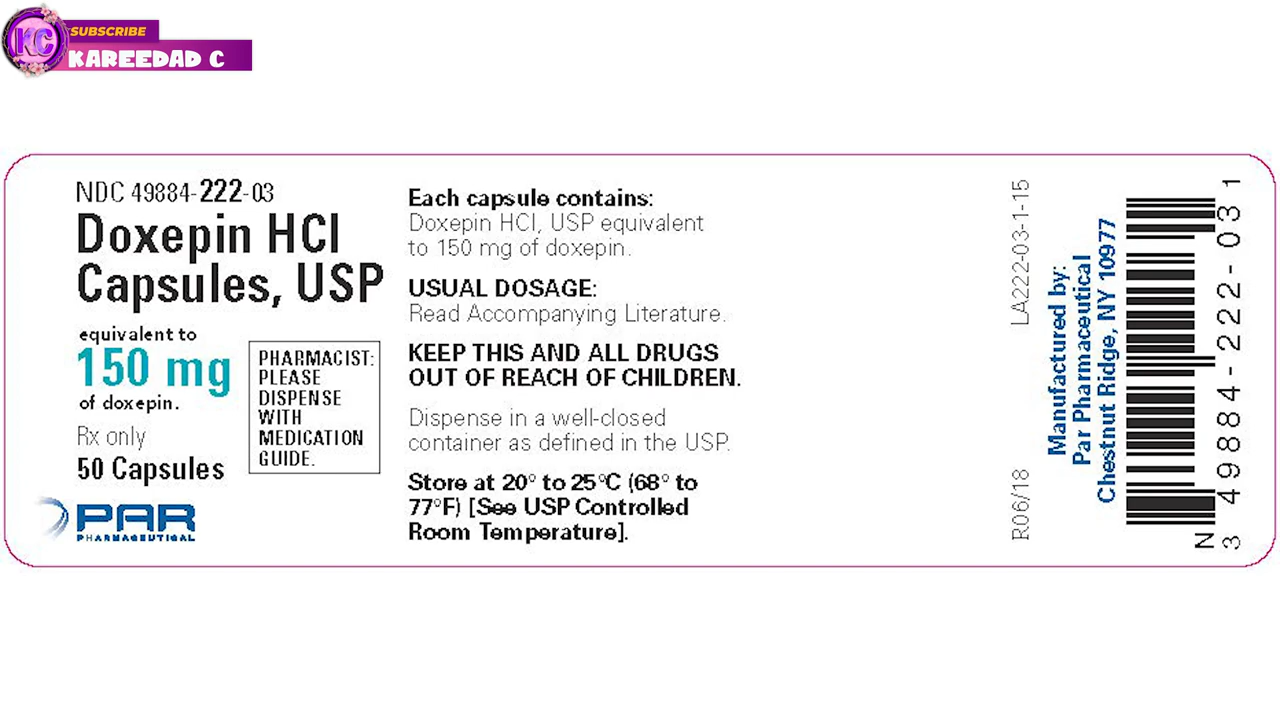 KC
SUBSCRIBE
KAREEDAD C
NDC 49884-222-03
Doxepin HCl
Capsules, USP
equivalent to
150 mg
of doxepin.
Rx only
50 Capsules
PHARMACIST:
PLEASE
DISPENSE
WITH
MEDICATION
GUIDE.
PAR
PHARMACEUTICAL
Each capsule contains:
Doxepin HCl, USP equivalent
to 150 mg of doxepin.
USUAL DOSAGE:
Read Accompanying Literature.
KEEP THIS AND ALL DRUGS
OUT OF REACH OF CHILDREN.
Dispense in a well-closed
container as defined in the USP.
Store at 20° to 25°C (68° to
77°F) [See USP Controlled
Room Temperature].
R06/18
LA222-03-1-15
Manufactured by:
Par Pharmaceutical
Chestnut Ridge, NY 10977
N
3 49884-222-03 1